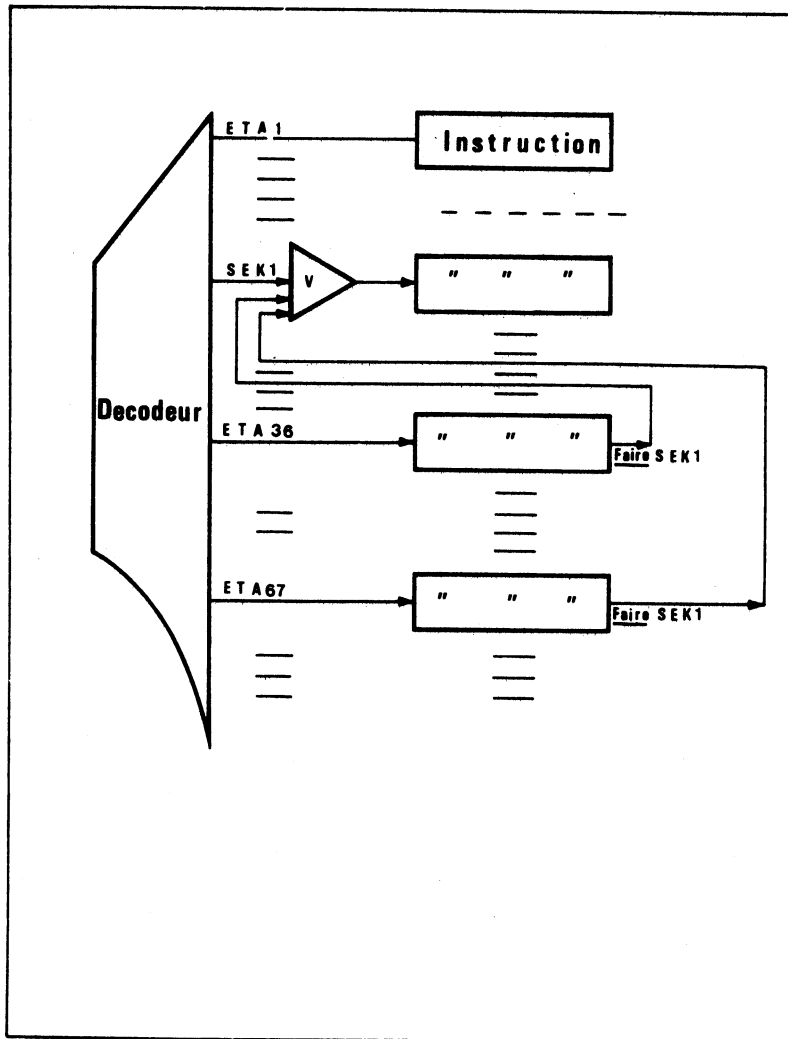 ETA1
Instruction
SEK1
V
" " "
Decodeur
ETA36
" " "
Faire SEK1
ETA67
" " "
Faire SEK1